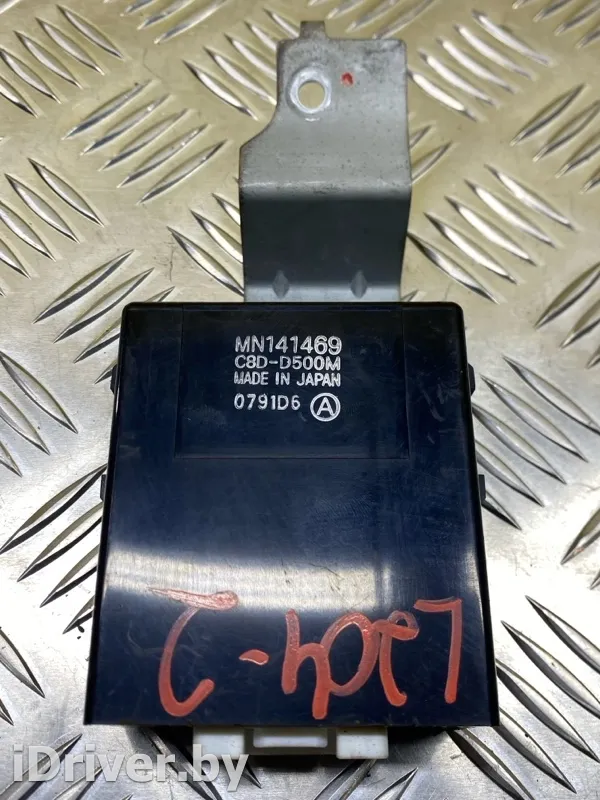 MN141469
C8D-D500M
MADE IN JAPAN
0791D6 A
iDriver.by